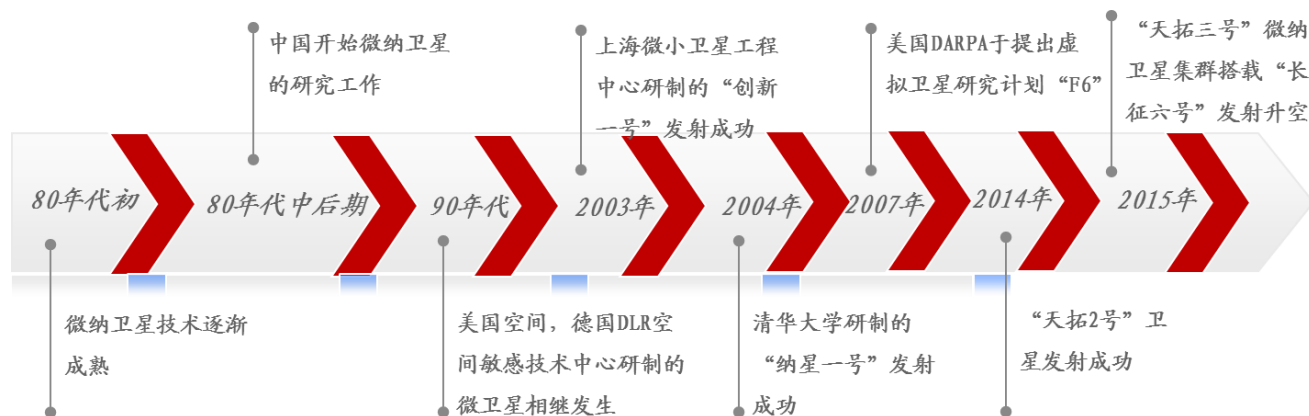 中国开始微纳卫星
的研究工作
上海微小卫星工程
中心研制的“创新
一号”发射成功
美国DARPA于提出虚
拟卫星研究计划“F6”
“天拓三号”微纳
卫星集群搭载“长
征六号”发射升空
80年代初
80年代中后期
90年代
2003年
2004年
2007年
2014年
2015年
微纳卫星技术逐渐
成熟
美国空间，德国DLR空
间敏感技术中心研制的
微卫星相继发生
清华大学研制的
“纳星一号”发射
成功
“天拓2号”卫
星发射成功